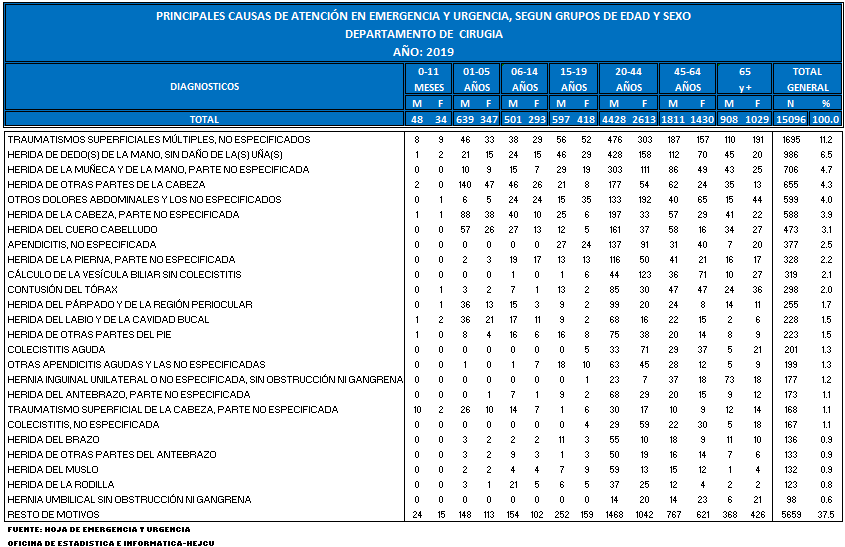 PRINCIPALES CAUSAS DE ATENCIÓN EN EMERGENCIA Y URGENCIA, SEGUN GRUPOS DE EDAD Y SEXO
DEPARTAMENTO DE CIRUGIA
AÑO: 2019
DIAGNOSTICOS 0-11 MESES 01-05 AÑOS 06-14 AÑOS 15-19 AÑOS 20-44 AÑOS 45-64 AÑOS 65 y + TOTAL GENERAL
M F M F M F M F M F M F M F N %
TOTAL 48 34 639 347 501 293 597 418 4428 2613 1811 1430 908 1029 15096 100.0
TRAUMATISMOS SUPERFICIALES MÚLTIPLES, NO ESPECIFICADOS 8 9 46 33 38 29 56 52 476 303 187 157 110 191 1695 11.2
HERIDA DE DEDO(S) DE LA MANO, SIN DAÑO DE LA(S) UÑA(S) 1 2 21 15 24 15 46 29 428 158 112 70 45 20 986 6.5
HERIDA DE LA MUÑECA Y DE LA MANO, PARTE NO ESPECIFICADA 0 0 10 9 15 7 29 19 303 111 86 49 43 25 706 4.7
HERIDA DE OTRAS PARTES DE LA CABEZA 2 0 140 47 46 26 21 8 177 54 62 24 35 13 655 4.3
OTROS DOLORES ABDOMINALES Y LOS NO ESPECIFICADOS 0 1 6 5 24 24 15 35 133 192 40 65 15 44 599 4.0
HERIDA DE LA CABEZA, PARTE NO ESPECIFICADA 1 1 88 38 40 10 25 6 197 33 57 29 41 22 588 3.9
HERIDA DEL CUERO CABELLUDO 0 0 57 26 27 13 12 5 161 37 58 16 34 27 473 3.1
APENDICITIS, NO ESPECIFICADA 0 0 0 0 0 0 27 24 137 91 31 40 7 20 377 2.5
HERIDA DE LA PIERNA, PARTE NO ESPECIFICADA 0 0 2 3 19 17 13 13 116 50 41 21 16 17 328 2.2
CÁLCULO DE LA VESÍCULA BILIAR SIN COLECISTITIS 0 0 0 0 1 0 1 6 44 123 36 71 10 27 319 2.1
CONTUSIÓN DEL TÓRAX 0 1 3 2 7 1 13 2 85 30 47 47 24 36 298 2.0
HERIDA DEL PÁRPADO Y DE LA REGIÓN PERIOCULAR 0 1 36 13 15 3 9 2 99 20 24 8 14 11 255 1.7
HERIDA DEL LABIO Y DE LA CAVIDAD BUCAL 1 2 36 21 17 11 9 2 68 16 22 15 2 6 228 1.5
HERIDA DE OTRAS PARTES DEL PIE 1 0 8 4 16 6 16 8 75 38 20 14 8 9 223 1.5
COLECISTITIS AGUDA 0 0 0 0 0 0 0 5 33 71 29 37 5 21 201 1.3
OTRAS APENDICITIS AGUDAS Y LAS NO ESPECIFICADAS 0 0 1 0 1 7 18 10 63 45 28 12 5 9 199 1.3
HERNIA INGUINAL UNILATERAL O NO ESPECIFICADA, SIN OBSTRUCCIÓN NI GANGRENA 0 0 0 0 0 0 0 1 23 7 37 18 73 18 177 1.2
HERIDA DEL ANTEBRAZO, PARTE NO ESPECIFICADA 0 0 0 1 7 1 9 2 68 29 20 15 9 12 173 1.1
TRAUMATISMO SUPERFICIAL DE LA CABEZA, PARTE NO ESPECIFICADA 10 2 26 10 14 7 1 6 30 17 10 9 12 14 168 1.1
COLECISTITIS, NO ESPECIFICADA 0 0 0 0 0 0 0 4 29 59 22 30 5 18 167 1.1
HERIDA DEL BRAZO 0 0 3 2 2 2 11 3 55 10 18 9 11 10 136 0.9
HERIDA DE OTRAS PARTES DEL ANTEBRAZO 0 0 3 2 9 3 1 3 50 19 16 14 7 6 133 0.9
HERIDA DEL MUSLO 0 0 2 2 4 4 7 9 59 13 15 12 1 4 132 0.9
HERIDA DE LA RODILLA 0 0 3 1 21 5 6 5 37 25 12 4 2 2 123 0.8
HERNIA UMBILICAL SIN OBSTRUCCIÓN NI GANGRENA 0 0 0 0 0 0 0 0 14 20 14 23 6 21 98 0.6
RESTO DE MOTIVOS 24 15 148 113 154 102 252 159 1468 1042 767 621 368 426 5659 37.5
FUENTE: HOJA DE EMERGENCIA Y URGENCIA
OFICINA DE ESTADISTICA E INFORMATICA-HEJCU